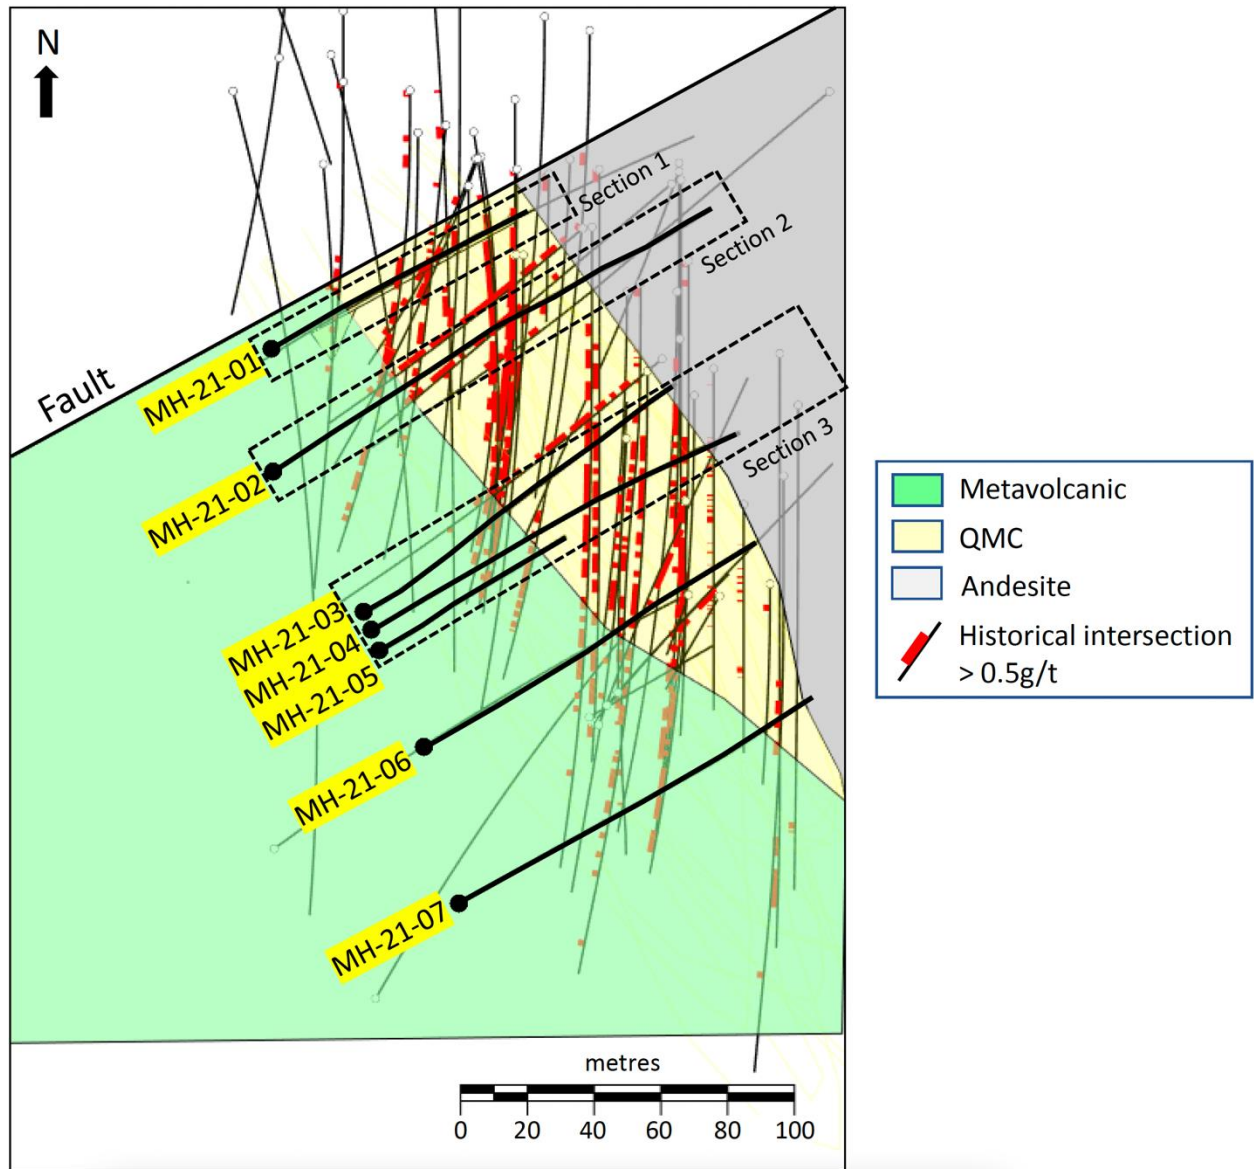 N
Section 1
Section 2
MH-21-01
Fault
MH-21-02
Section 3
MH-21-03
MH-21-04
MH-21-05
MH-21-06
MH-21-07
metres
0 20 40 60 80 100
Metavolcanic
QMC
Andesite
Historical intersection
> 0.5g/t